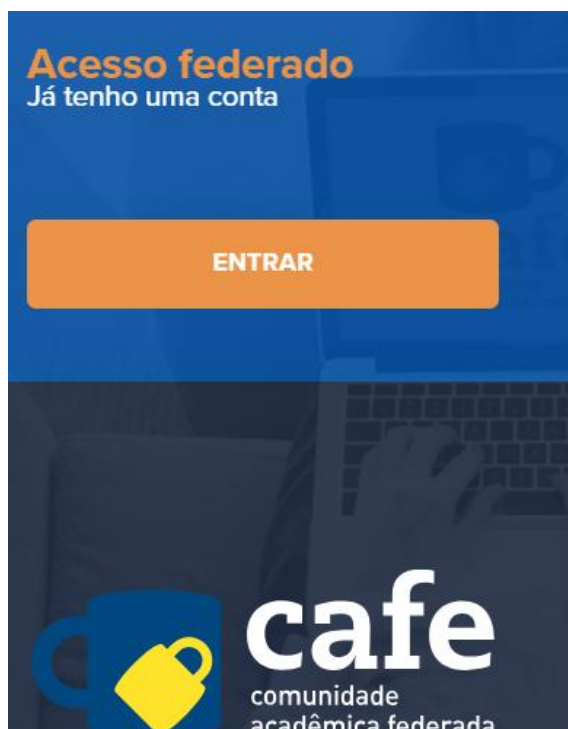 Acesso federado
Já tenho uma conta
ENTRAR
cafe
comunidade
acadêmica federada